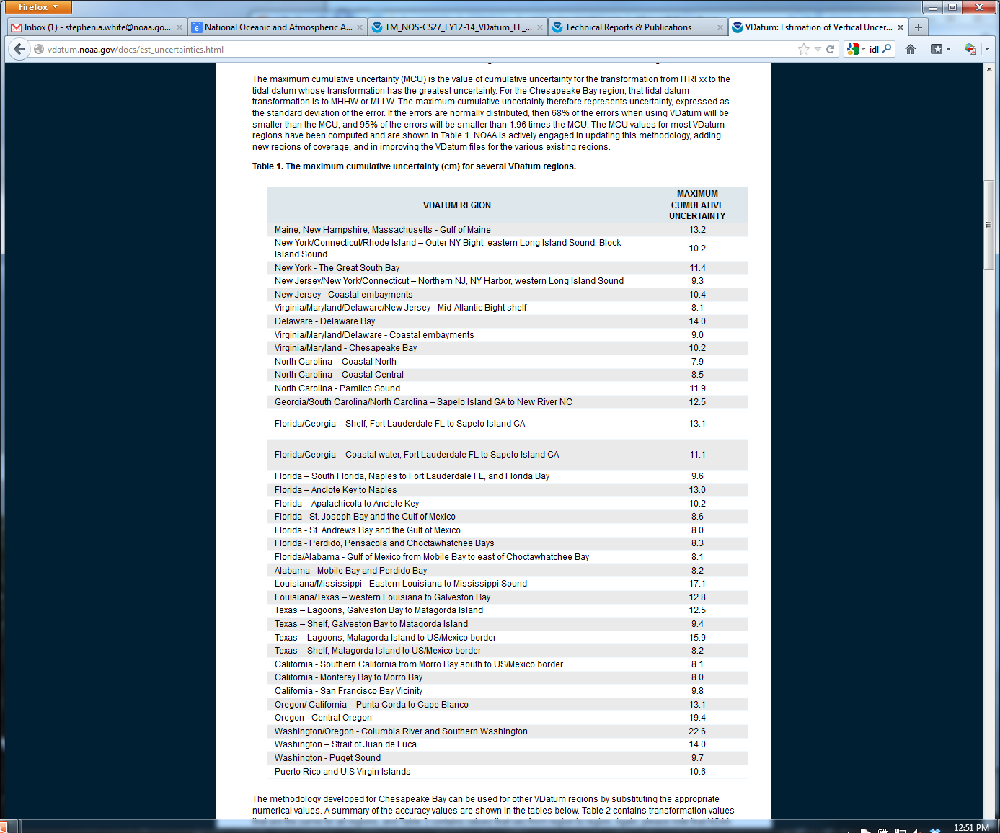 Firefox
Inbox (1) - stephen.a.white@noaa.go...
National Oceanic and Atmospheric A...
TM_NOS-CS27_FY12-14_VDatum_FL_...
Technical Reports & Publications
VDatum: Estimation of Vertical Uncer...
vdatum.noaa.gov/docs/est_uncertainties.html
idl
The maximum cumulative uncertainty (MCU) is the value of cumulative uncertainty for the transformation from ITRFxx to the
tidal datum whose transformation has the greatest uncertainty. For the Chesapeake Bay region, that tidal datum
transformation is to MHHW or MLLW. The maximum cumulative uncertainty therefore represents uncertainty, expressed as
the standard deviation of the error. If the errors are normally distributed, then 68% of the errors when using VDatum will be
smaller than the MCU, and 95% of the errors will be smaller than 1.96 times the MCU. The MCU values for most VDatum
regions have been computed and are shown in Table 1. NOAA is actively engaged in updating this methodology, adding
new regions of coverage, and in improving the VDatum files for the various existing regions.
Table 1. The maximum cumulative uncertainty (cm) for several VDatum regions.
VDATUM REGION
MAXIMUM
CUMULATIVE
UNCERTAINTY
Maine, New Hampshire, Massachusetts - Gulf of Maine 13.2
New York/Connecticut/Rhode Island – Outer NY Bight, eastern Long Island Sound, Block
Island Sound 10.2
New York - The Great South Bay 11.4
New Jersey/New York/Connecticut – Northern NJ, NY Harbor, western Long Island Sound 9.3
New Jersey - Coastal embayments 10.4
Virginia/Maryland/Delaware/New Jersey - Mid-Atlantic Bight shelf 8.1
Delaware - Delaware Bay 14.0
Virginia/Maryland/Delaware - Coastal embayments 9.0
Virginia/Maryland - Chesapeake Bay 10.2
North Carolina – Coastal North 7.9
North Carolina – Coastal Central 8.5
North Carolina - Pamlico Sound 11.9
Georgia/South Carolina/North Carolina – Sapelo Island GA to New River NC 12.5
Florida/Georgia – Shelf, Fort Lauderdale FL to Sapelo Island GA 13.1
Florida/Georgia – Coastal water, Fort Lauderdale FL to Sapelo Island GA 11.1
Florida – South Florida, Naples to Fort Lauderdale FL, and Florida Bay 9.6
Florida – Anclote Key to Naples 13.0
Florida – Apalachicola to Anclote Key 10.2
Florida - St. Joseph Bay and the Gulf of Mexico 8.6
Florida - St. Andrews Bay and the Gulf of Mexico 8.0
Florida - Perdido, Pensacola and Choctawhatchee Bays 8.3
Florida/Alabama - Gulf of Mexico from Mobile Bay to east of Choctawhatchee Bay 8.1
Alabama - Mobile Bay and Perdido Bay 8.2
Louisiana/Mississippi - Eastern Louisiana to Mississippi Sound 17.1
Louisiana/Texas – western Louisiana to Galveston Bay 12.8
Texas – Lagoons, Galveston Bay to Matagorda Island 12.5
Texas – Shelf, Galveston Bay to Matagorda Island 9.4
Texas – Lagoons, Matagorda Island to US/Mexico border 15.9
Texas – Shelf, Matagorda Island to US/Mexico border 8.2
California - Southern California from Morro Bay south to US/Mexico border 8.1
California - Monterey Bay to Morro Bay 8.0
California - San Francisco Bay Vicinity 9.8
Oregon/ California – Punta Gorda to Cape Blanco 13.1
Oregon - Central Oregon 19.4
Washington/Oregon - Columbia River and Southern Washington 22.6
Washington – Strait of Juan de Fuca 14.0
Washington - Puget Sound 9.7
Puerto Rico and U.S Virgin Islands 10.6
The methodology developed for Chesapeake Bay can be used for other VDatum regions by substituting the appropriate
numerical values. A summary of the accuracy values are shown in the tables below. Table 2 contains transformation values
12:51 PM